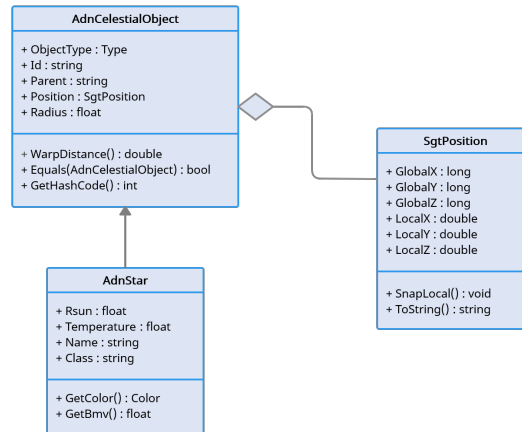 AdnCelestialObject
+ ObjectType : Type
+ Id : string
+ Parent : string
+ Position : SgtPosition
+ Radius : float
+ WarpDistance() : double
+ Equals(AdnCelestialObject) : bool
+ GetHashCode() : int
SgtPosition
+ GlobalX : long
+ GlobalY : long
+ GlobalZ : long
+ LocalX : double
+ LocalY : double
+ LocalZ : double
+ SnapLocal() : void
+ ToString() : string
AdnStar
+ Rsun : float
+ Temperature : float
+ Name : string
+ Class : string
+ GetColor() : Color
+ GetBmv() : float